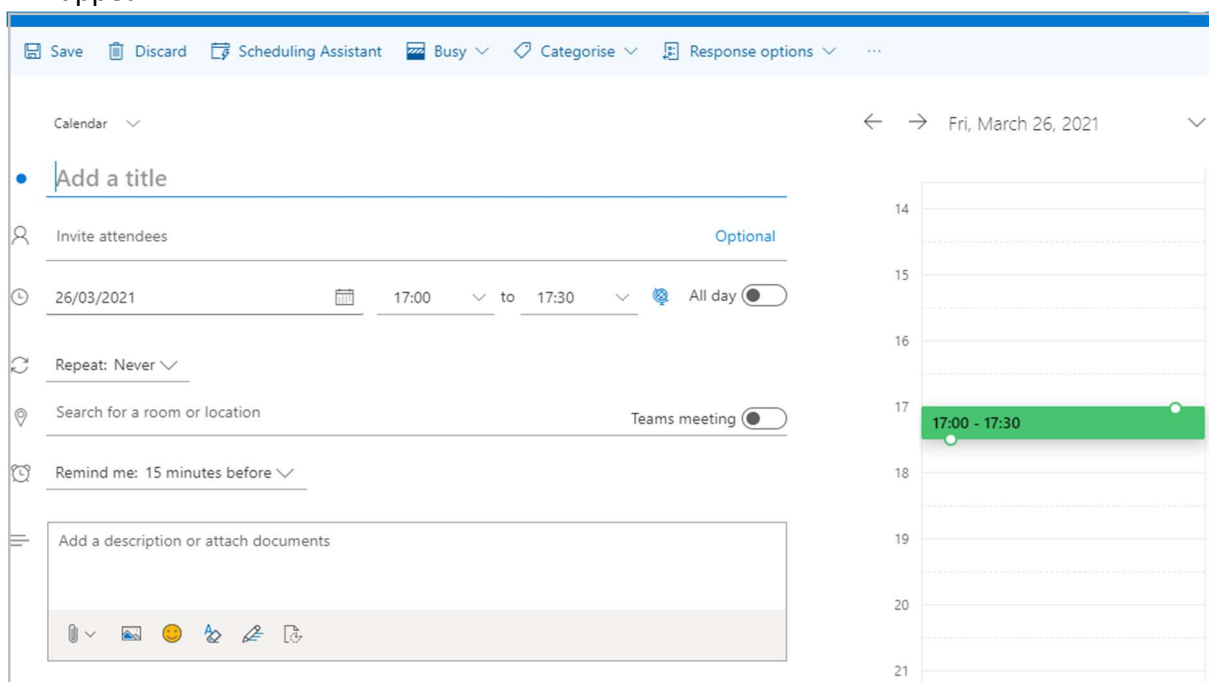 Save Discard Scheduling Assistant Busy Categorise Response options ...
Calendar
Fri, March 26, 2021
Add a title
Invite attendees Optional
26/03/2021 17:00 to 17:30 All day
Repeat: Never
Search for a room or location Teams meeting
Remind me: 15 minutes before
Add a description or attach documents
14
15
16
17
17:00 - 17:30
18
19
20
21